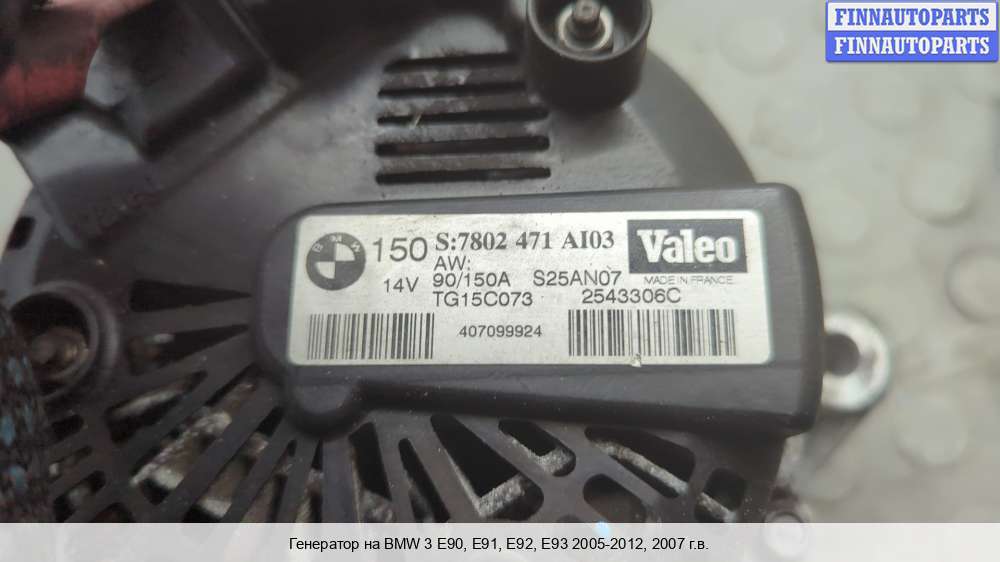 FINNAUTOPARTS
FINNAUTOPARTS
BMW
150 S:7802 471 AI03 Valeo
AW:
14V 90/150A S25AN07 MADE IN FRANCE
TG15C073 2543306C
407099924
Генератор на BMW 3 E90, E91, E92, E93 2005-2012, 2007 г.в.